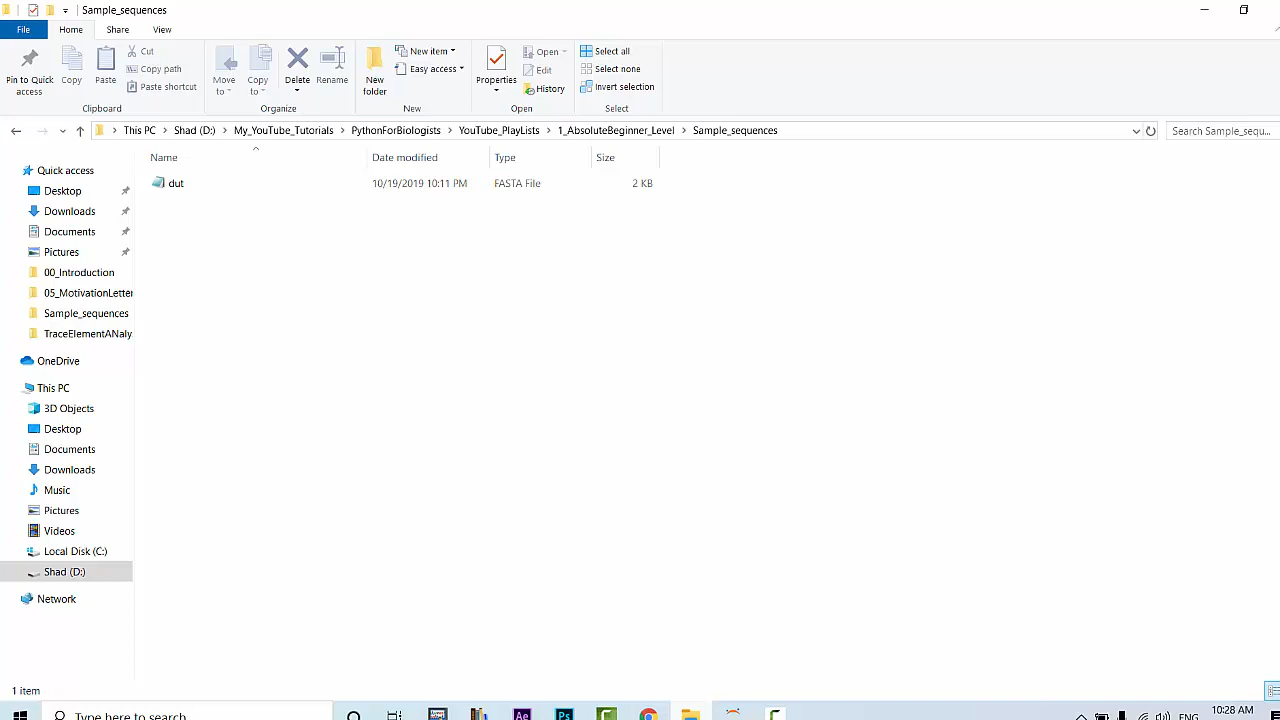 Sample_sequences
File Home Share View
Pin to Quick access
Copy
Paste
Cut
Copy path
Paste shortcut
Clipboard
Move to
Copy to
Delete
Rename
Organize
New folder
New item
Easy access
New
Properties
Open
Edit
History
Open
Select all
Select none
Invert selection
Select
This PC Shad (D:) My_YouTube_Tutorials PythonForBiologists YouTube_PlayLists 1_AbsoluteBeginner_Level Sample_sequences
Search Sample_sequ...
Name Date modified Type Size
dut 10/19/2019 10:11 PM FASTA File 2 KB
Quick access
Desktop
Downloads
Documents
Pictures
00_Introduction
05_MotivationLetter
Sample_sequences
TraceElementANaly
OneDrive
This PC
3D Objects
Desktop
Documents
Downloads
Music
Pictures
Videos
Local Disk (C:)
Shad (D:)
Network
1 item
Type here to search
Ae
Ps
ENG
10:28 AM